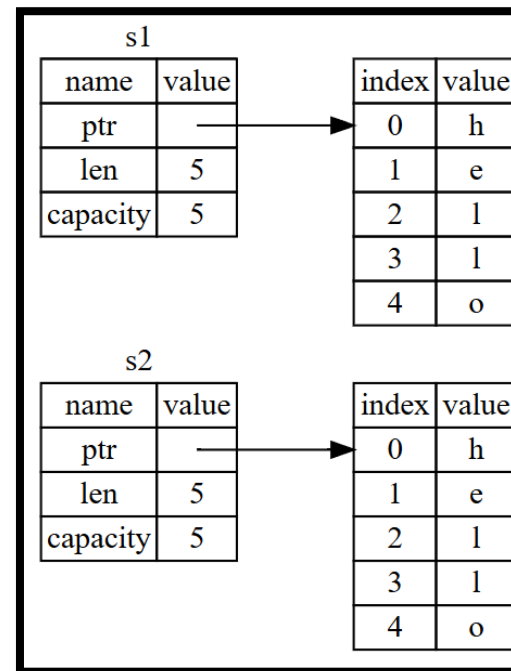 s1
name value
ptr
len 5
capacity 5
index value
0 h
1 e
2 l
3 l
4 o
s2
name value
ptr
len 5
capacity 5
index value
0 h
1 e
2 l
3 l
4 o